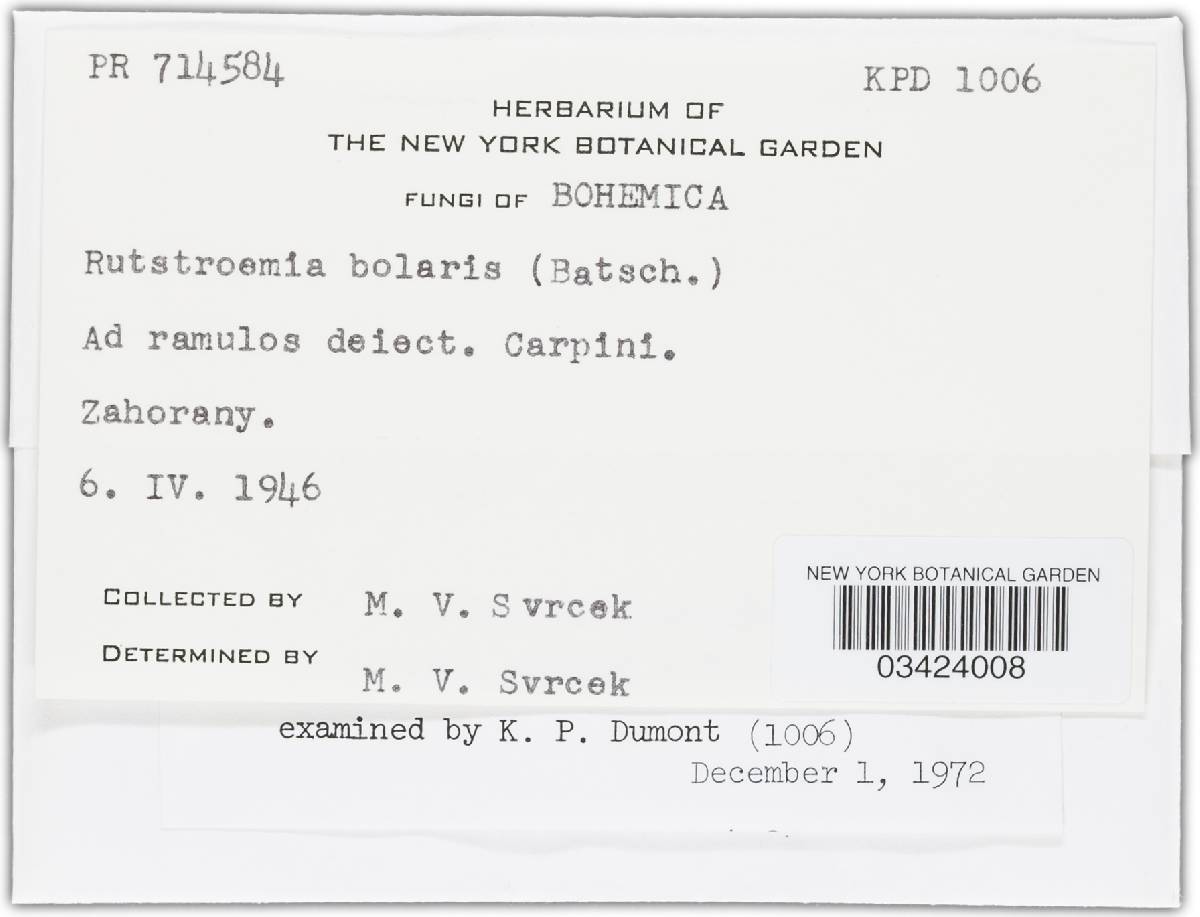 PR 714584
KPD 1006
HERBARIUM OF
THE NEW YORK BOTANICAL GARDEN
FUNGI OF BOHEMICA
Rutstroemia bolaris (Batsch.)
Ad ramulos deiect. Carpini.
Zahorany.
6. IV. 1946
COLLECTED BY M. V. Svrcek
DETERMINED BY M. V. Svrcek
NEW YORK BOTANICAL GARDEN
03424008
examined by K. P. Dumont (1006)
December 1, 1972